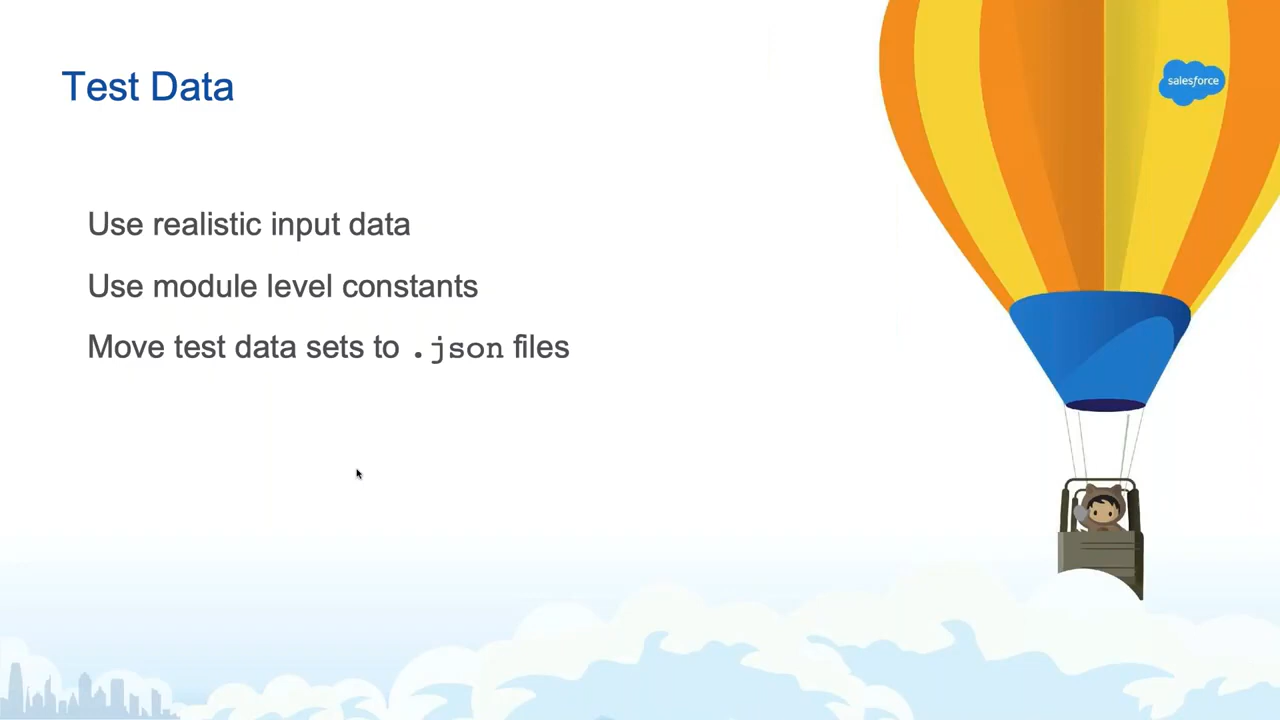 Test Data
salesforce
Use realistic input data
Use module level constants
Move test data sets to .json files